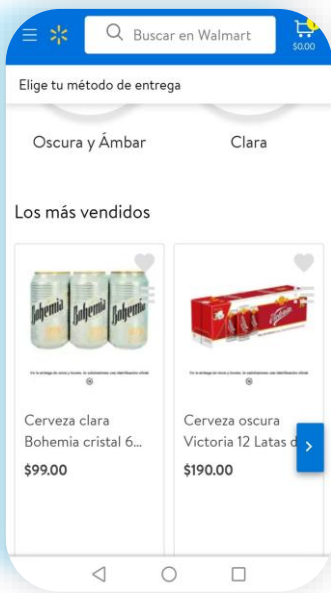 Buscar en Walmart
$0.00
Elige tu método de entrega
Oscura y Ámbar
Clara
Los más vendidos
Bohemia Bohemia Bohemia
Victoria
Cerveza clara
Bohemia cristal 6...
$99.00
Cerveza oscura
Victoria 12 Latas d
$190.00